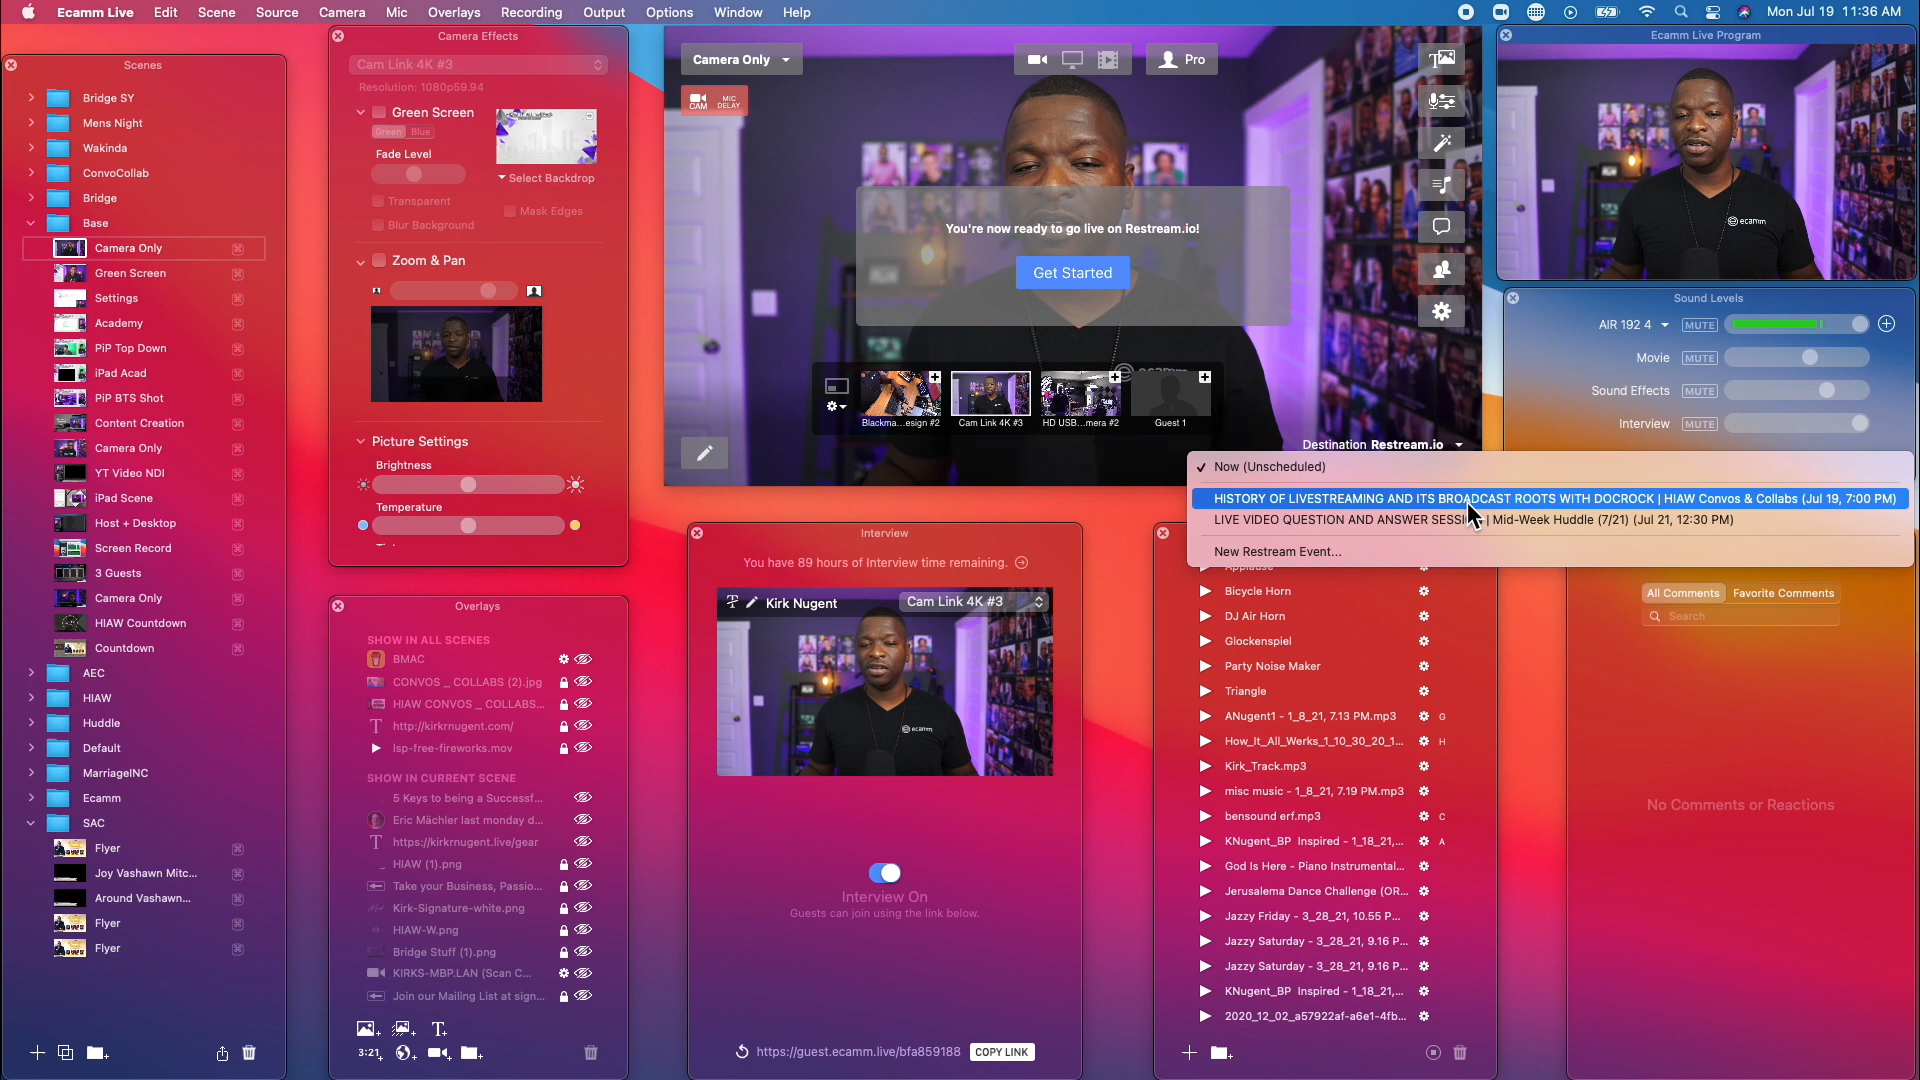 Ecamm Live Edit Scene Source Camera Mic Overlays Recording Output Options Window Help
Mon Jul 19 11:36 AM
Scenes
Bridge SY
Mens Night
Wakinda
ConvoCollab
Bridge
Base
Camera Only
Green Screen
Settings
Academy
PiP Top Down
iPad Acad
PiP BTS Shot
Content Creation
Camera Only
YT Video NDI
iPad Scene
Host + Desktop
Screen Record
3 Guests
Camera Only
HIAW Countdown
Countdown
AEC
HIAW
Huddle
Default
MarriageINC
Ecamm
SAC
Flyer
Joy Vashawn Mitc...
Around Vashawn...
Flyer
Flyer
Camera Effects
Cam Link 4K #3
Resolution: 1080p59.94
Green Screen
Green Blue
Fade Level
Select Backdrop
Transparent
Mask Edges
Blur Background
Zoom & Pan
Picture Settings
Brightness
Temperature
Overlays
SHOW IN ALL SCENES
BMAC
CONVOS _ COLLABS (2).jpg
HIAW CONVOS _ COLLABS...
http://kirkrnugent.com/
lsp-free-fireworks.mov
SHOW IN CURRENT SCENE
5 Keys to being a Successf...
Eric Mächler last monday d...
https://kirkrnugent.live/gear
HIAW (1).png
Take your Business, Passio...
Kirk-Signature-white.png
HIAW-W.png
Bridge Stuff (1).png
KIRKS-MBP.LAN (Scan C...
Join our Mailing List at sign...
3:21
Camera Only
Pro
CAM MIC DELAY
You're now ready to go live on Restream.io!
Get Started
ecamm
Blackma...esign #2
Cam Link 4K #3
HD USB...mera #2
Guest 1
Destination Restream.io
Now (Unscheduled)
HISTORY OF LIVESTREAMING AND ITS BROADCAST ROOTS WITH DOCROCK | HIAW Convos & Collabs (Jul 19, 7:00 PM)
LIVE VIDEO QUESTION AND ANSWER | Mid-Week Huddle (7/21) (Jul 21, 12:30 PM)
New Restream Event...
Interview
You have 89 hours of Interview time remaining.
Kirk Nugent
Cam Link 4K #3
ecamm
Interview On
Guests can join using the link below.
https://guest.ecamm.live/bfa859188
COPY LINK
Applause
Bicycle Horn
DJ Air Horn
Glockenspiel
Party Noise Maker
Triangle
ANugent1 - 1_8_21, 7.13 PM.mp3 G
How_It_All_Werks_1_10_30_20_1... H
Kirk_Track.mp3
misc music - 1_8_21, 7.19 PM.mp3
bensound erf.mp3 C
KNugent_BP Inspired - 1_18_21,... A
God Is Here - Piano Instrumental...
Jerusalema Dance Challenge (OR...
Jazzy Friday - 3_28_21, 10.55 P...
Jazzy Saturday - 3_28_21, 9.16 P...
Jazzy Saturday - 3_28_21, 9.16 P...
KNugent_BP Inspired - 1_18_21,...
2020_12_02_a57922af-a6e1-4fb...
Ecamm Live Program
ecamm
Sound Levels
AIR 192 4 MUTE
Movie MUTE
Sound Effects MUTE
Interview MUTE
All Comments Favorite Comments
Search
No Comments or Reactions